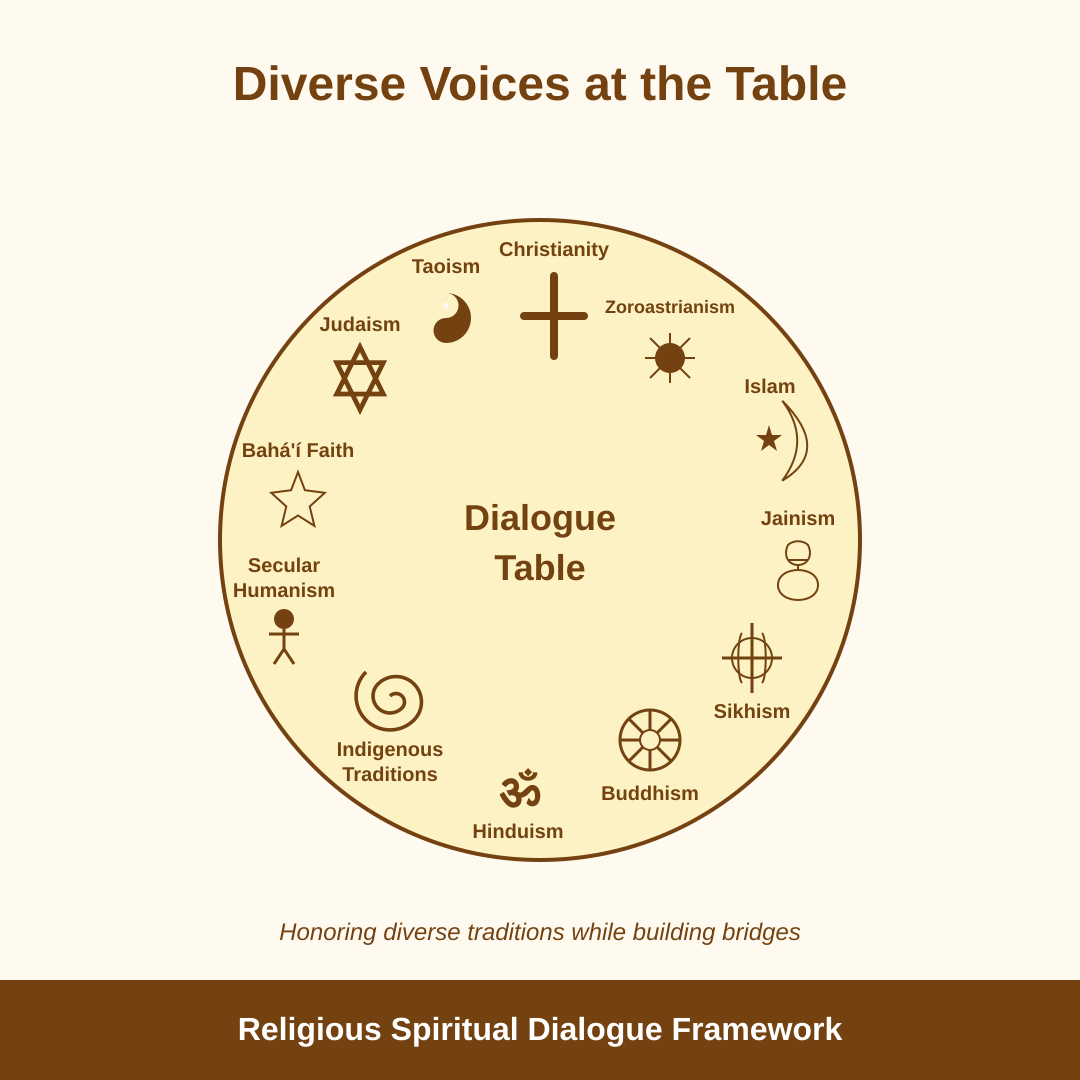 Diverse Voices at the Table
Christianity
Taoism
Zoroastrianism
Judaism
Islam
Bahá'í Faith
Dialogue
Table
Jainism
Secular
Humanism
Sikhism
Indigenous
Traditions
Buddhism
ॐ
Hinduism
Honoring diverse traditions while building bridges
Religious Spiritual Dialogue Framework